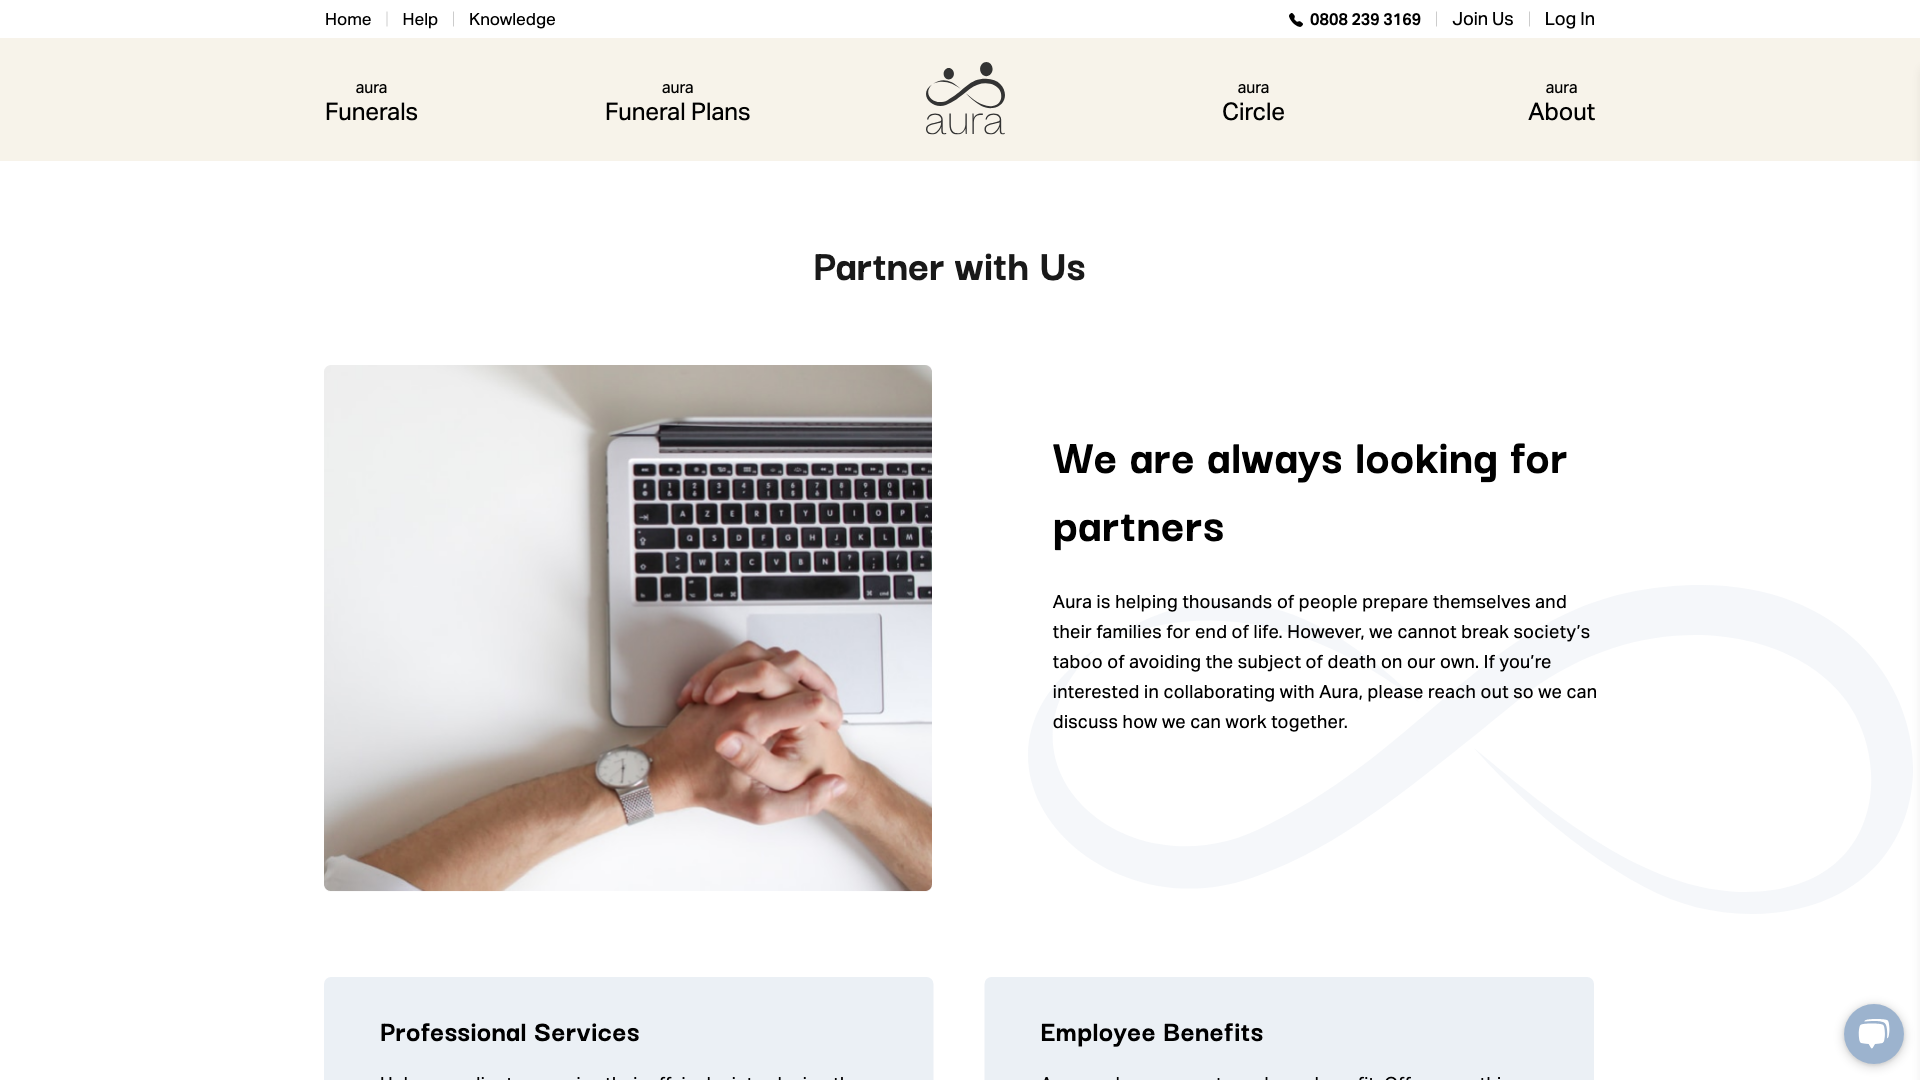 Home
Help
Knowledge
0808 239 3169
Join Us
Log In
aura
Funerals
aura
Funeral Plans
aura
aura
Circle
aura
About
Partner with Us
We are always looking for
partners
Aura is helping thousands of people prepare themselves and
their families for end of life. However, we cannot break society’s
taboo of avoiding the subject of death on our own. If you’re
interested in collaborating with Aura, please reach out so we can
discuss how we can work together.
Professional Services
Employee Benefits